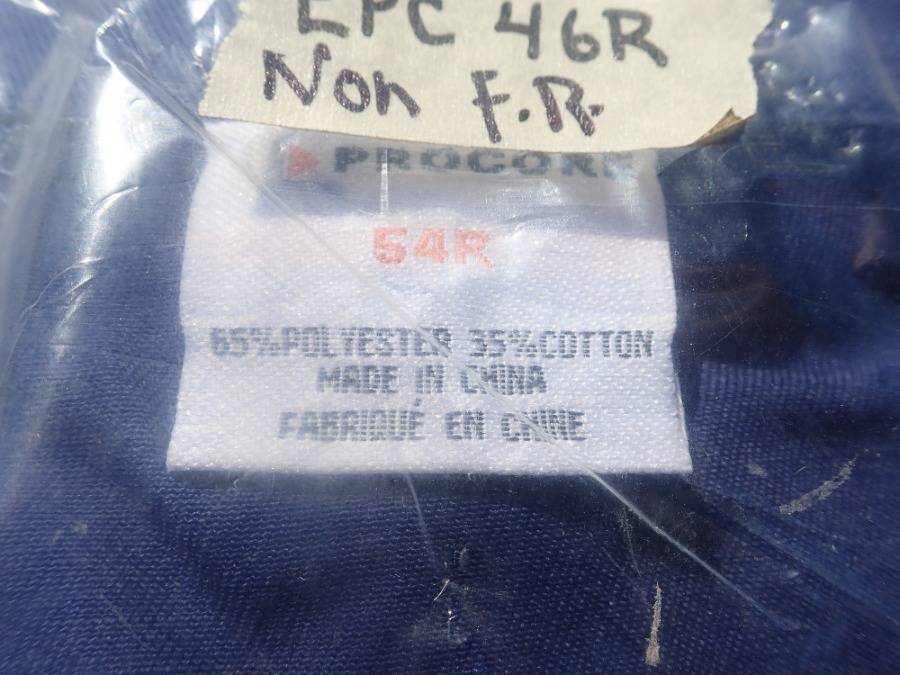 EPC 46R
Non F.R.
PROCORE
54R
65%POLYESTER 35%COTTON
MADE IN CHINA
FABRIQUÉ EN CHINE